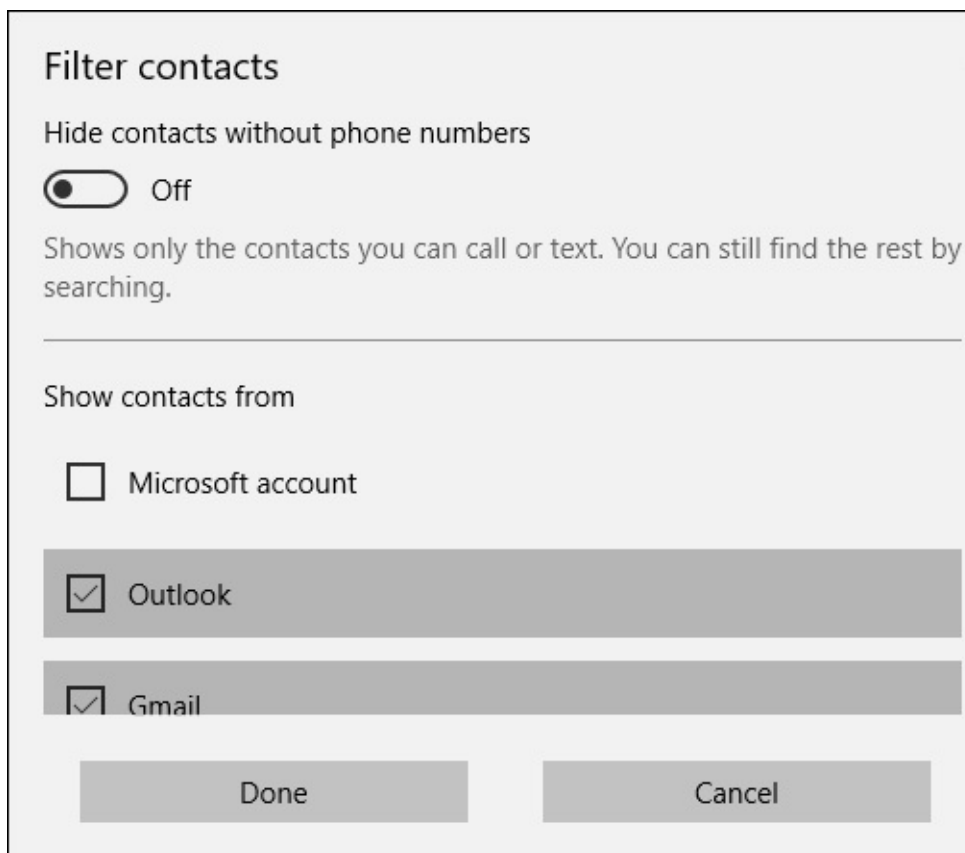 Filter contacts
Hide contacts without phone numbers
Off
Shows only the contacts you can call or text. You can still find the rest by
searching.
Show contacts from
Microsoft account
Outlook
Gmail
Done
Cancel